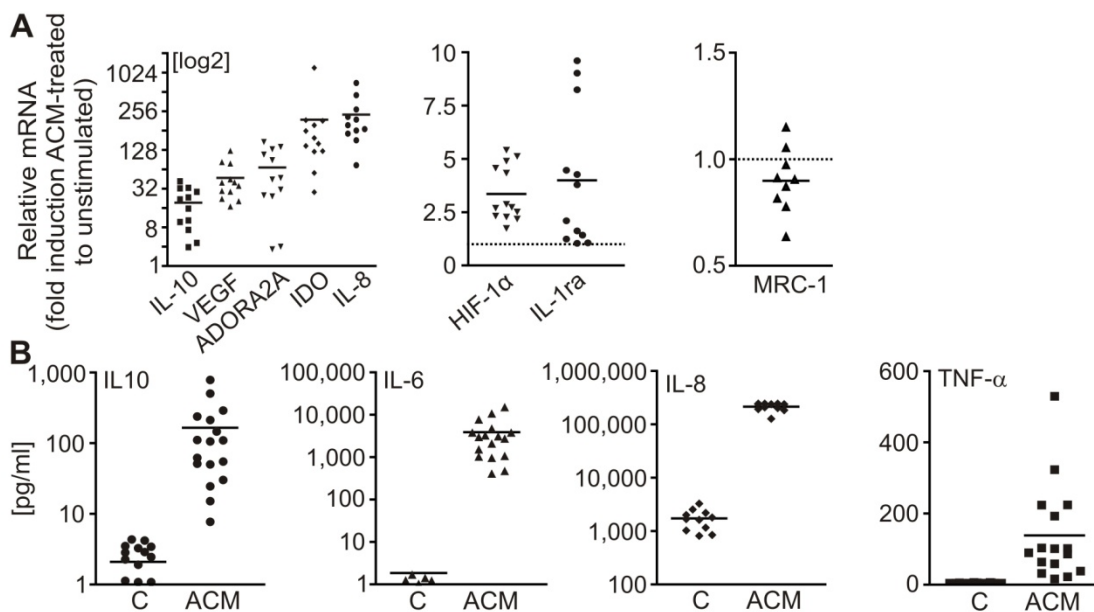 A
Relative mRNA
(fold induction ACM-treated
to unstimulated)
[log2]
1024
256
128
32
8
1
IL-10
VEGF
ADORA2A
IDO
IL-8
10
7.5
5
2.5
0
HIF-1α
IL-1ra
1.5
1.0
0.5
MRC-1
B
[pg/ml]
IL10
1,000
100
10
1
C ACM
IL-6
100,000
10,000
1,000
100
10
1
C ACM
IL-8
1,000,000
100,000
10,000
1,000
100
C ACM
TNF-α
600
400
200
0
C ACM